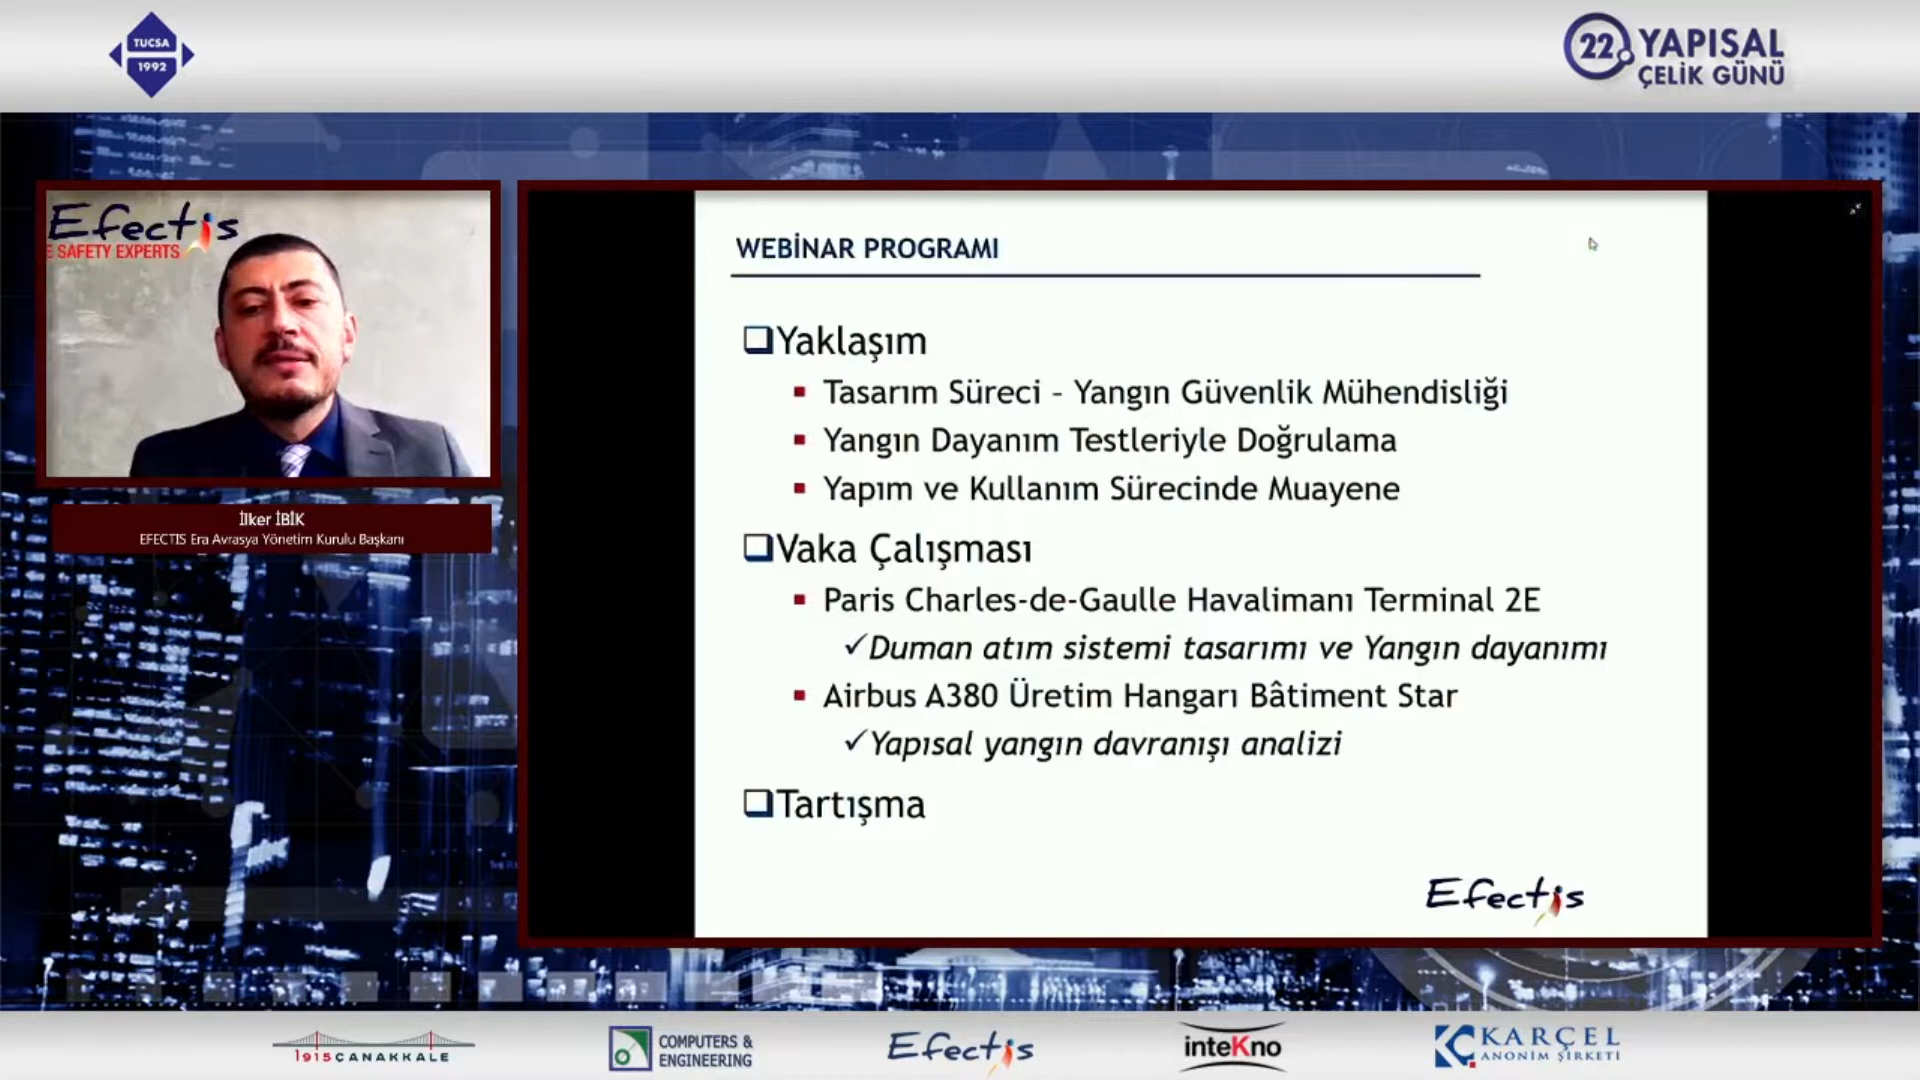 TUCSA
1992
22. YAPISAL
ÇELİK GÜNÜ
Efectis
E SAFETY EXPERTS
İlker İBİK
EFECTIS Era Avrasya Yönetim Kurulu Başkanı
WEBİNAR PROGRAMI
Yaklaşım
Tasarım Süreci – Yangın Güvenlik Mühendisliği
Yangın Dayanım Testleriyle Doğrulama
Yapım ve Kullanım Sürecinde Muayene
Vaka Çalışması
Paris Charles-de-Gaulle Havalimanı Terminal 2E
✓Duman atım sistemi tasarımı ve Yangın dayanımı
Airbus A380 Üretim Hangarı Bâtiment Star
✓Yapısal yangın davranışı analizi
Tartışma
Efectis
1915ÇANAKKALE
COMPUTERS &
ENGINEERING
Efectis
inteKno
KARÇEL
ANONİM ŞİRKETİ